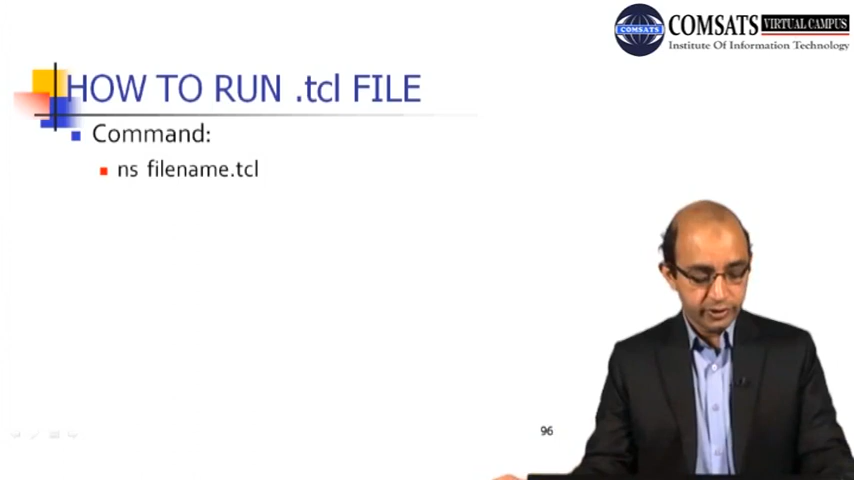 COMSATS VIRTUAL CAMPUS
COMSATS
Institute Of Information Technology
HOW TO RUN .tcl FILE
Command:
ns filename.tcl
96